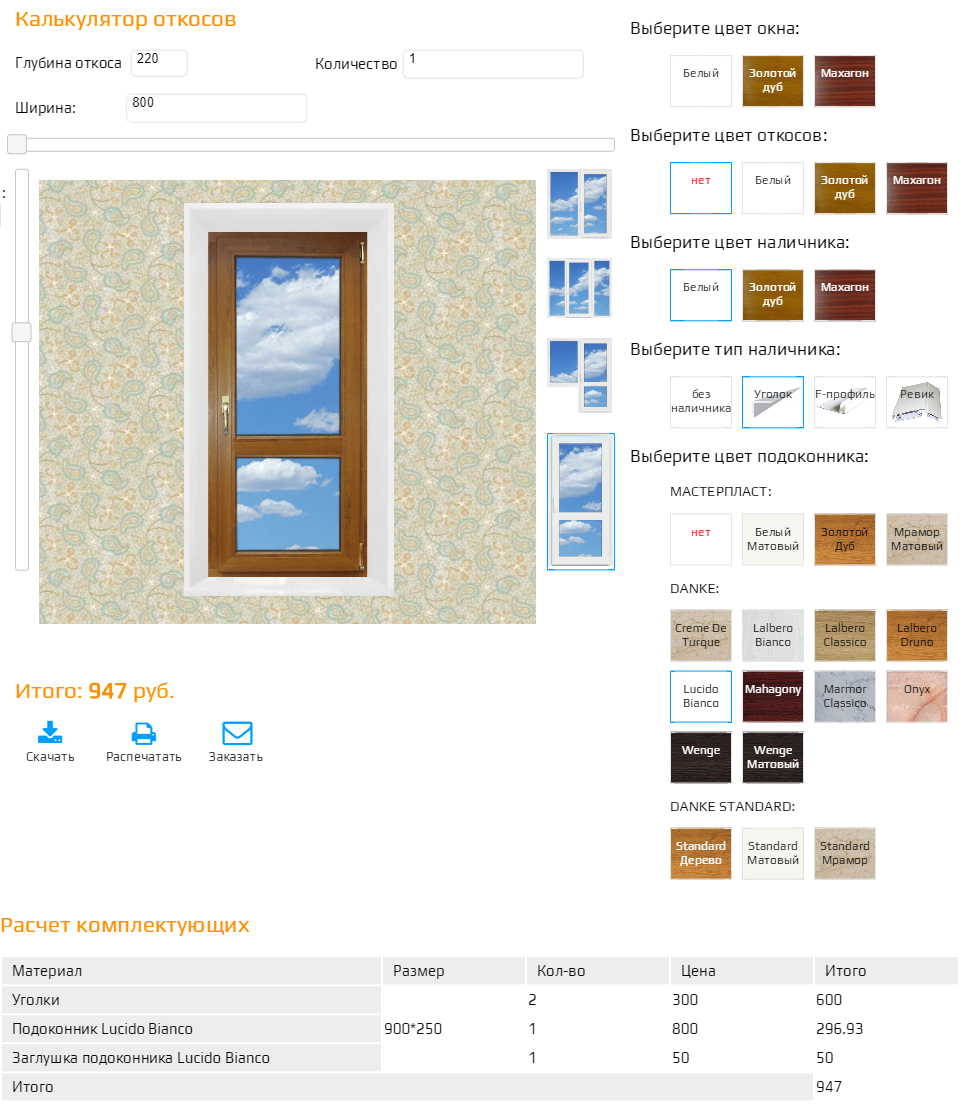 Калькулятор откосов
Глубина откоса 220 Количество 1
Ширина: 800
:
Итого: 947 руб.
Скачать Распечатать Заказать
Выберите цвет окна:
Белый Золотой дуб Махагон
Выберите цвет откосов:
нет Белый Золотой дуб Махагон
Выберите цвет наличника:
Белый Золотой дуб Махагон
Выберите тип наличника:
без наличника Уголок F-профиль Ревик
Выберите цвет подоконника:
МАСТЕРПЛАСТ:
нет Белый Матовый Золотой Дуб Мрамор Матовый
DANKE:
Creme De Turque Lalbero Bianco Lalbero Classico Lalbero Druno
Lucido Bianco Mahagony Marmor Classico Onyx
Wenge Wenge Матовый
DANKE STANDARD:
Standard Дерево Standard Матовый Standard Мрамор
Расчет комплектующих
Материал Размер Кол-во Цена Итого
Уголки 2 300 600
Подоконник Lucido Bianco 900*250 1 800 296.93
Заглушка подоконника Lucido Bianco 1 50 50
Итого 947